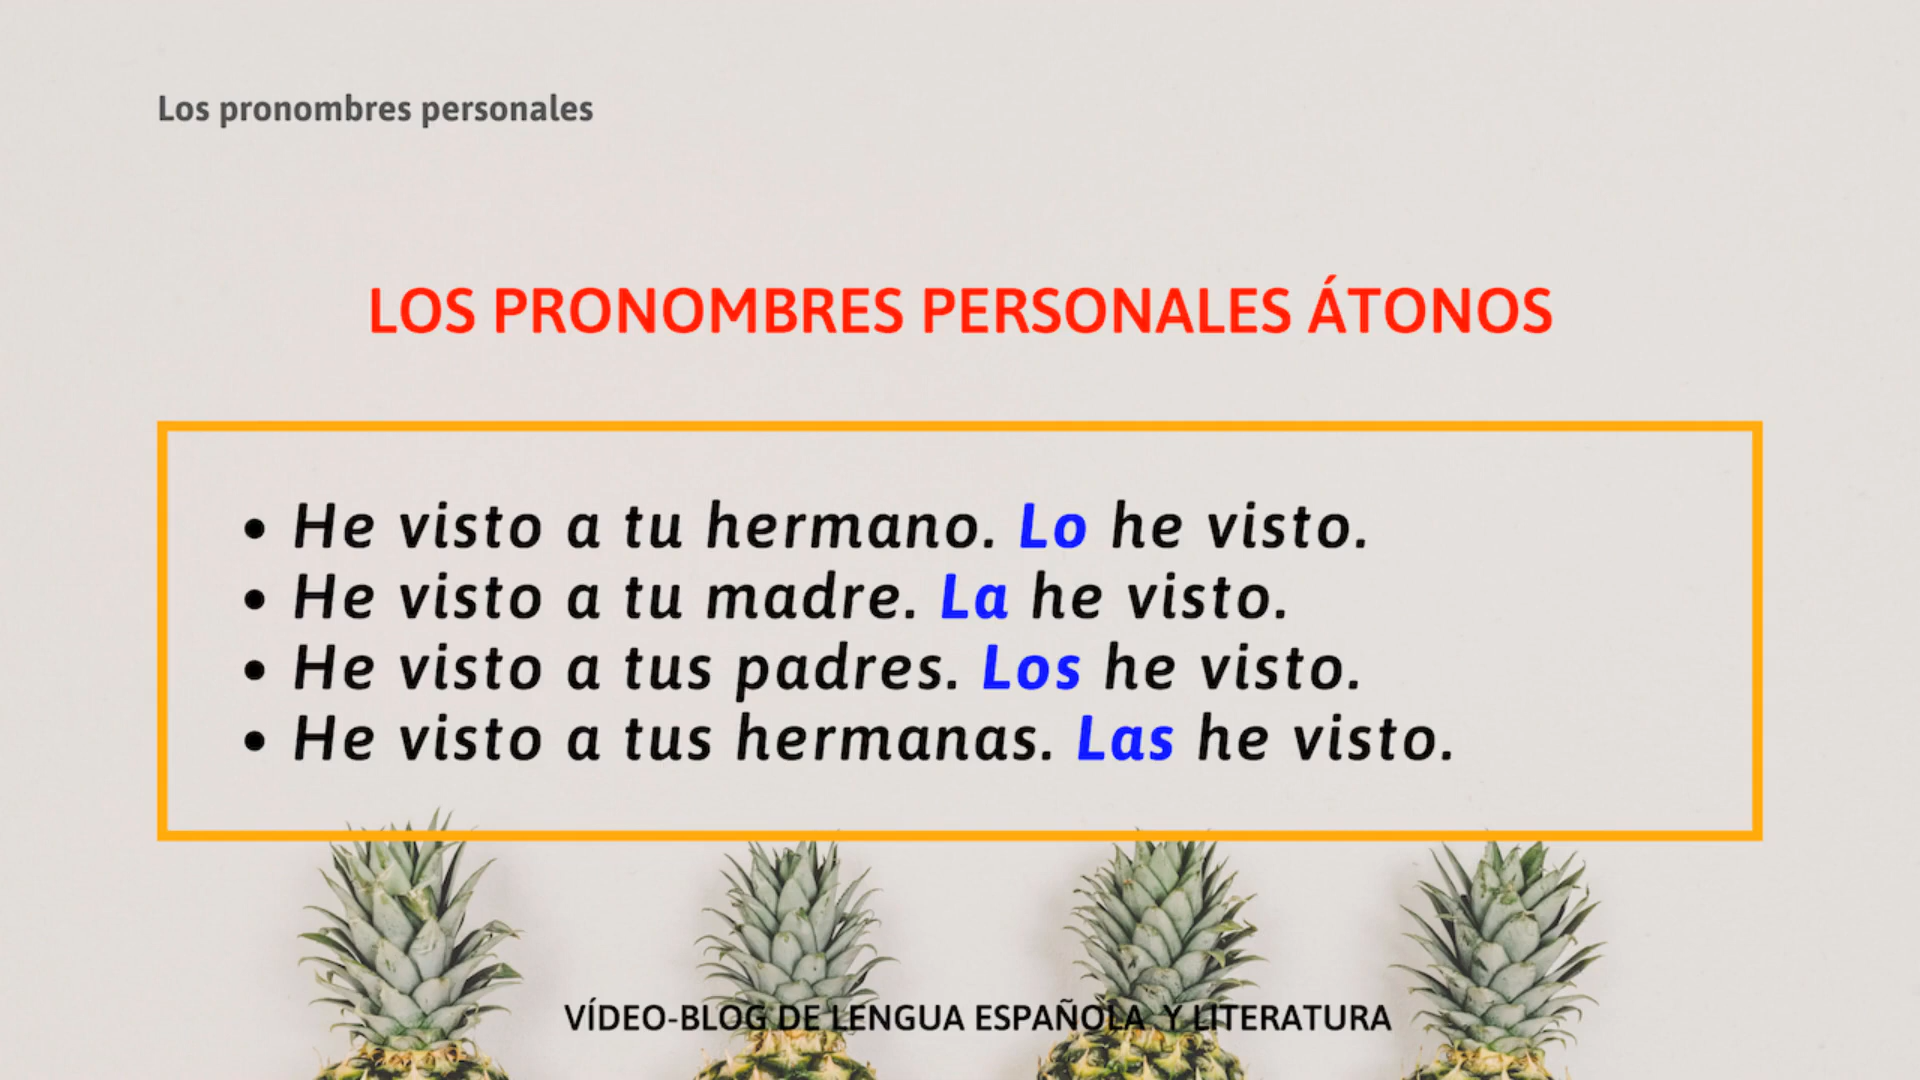 Los pronombres personales
LOS PRONOMBRES PERSONALES ÁTONOS
• He visto a tu hermano. Lo he visto.
• He visto a tu madre. La he visto.
• He visto a tus padres. Los he visto.
• He visto a tus hermanas. Las he visto.
VÍDEO-BLOG DE LENGUA ESPAÑOLA Y LITERATURA